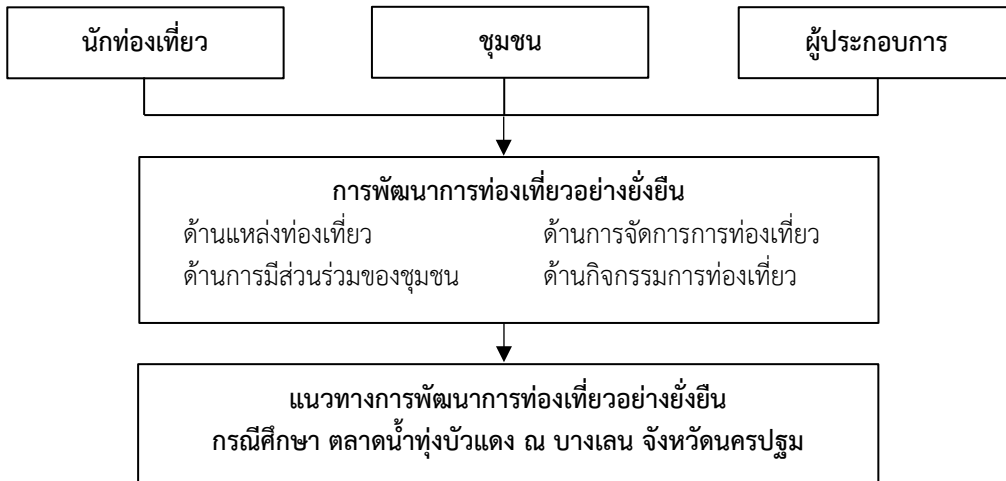 นักท่องเที่ยว
ชุมชน
ผู้ประกอบการ
การพัฒนาการท่องเที่ยวอย่างยั่งยืน
ด้านแหล่งท่องเที่ยว ด้านการจัดการการท่องเที่ยว
ด้านการมีส่วนร่วมของชุมชน ด้านกิจกรรมการท่องเที่ยว
แนวทางการพัฒนาการท่องเที่ยวอย่างยั่งยืน
กรณีศึกษา ตลาดน้ำทุ่งบัวแดง ณ บางเลน จังหวัดนครปฐม